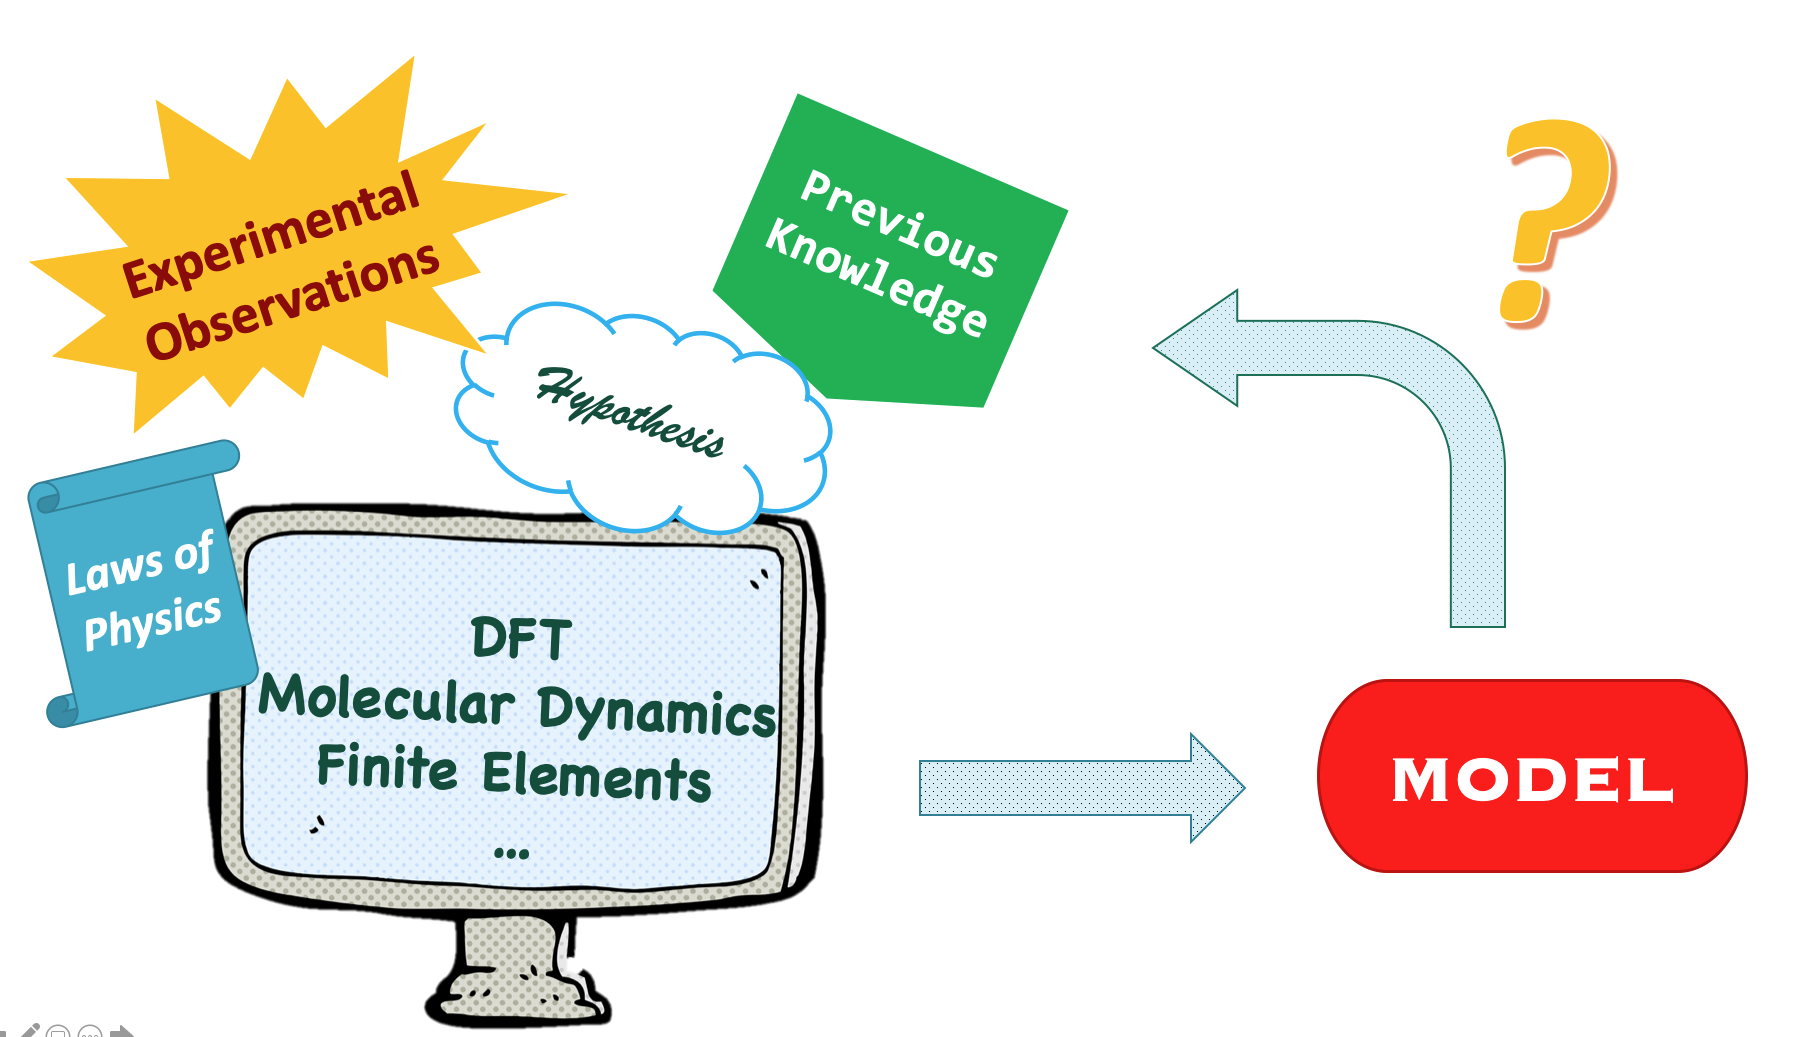 Experimental
Observations
Previous
Knowledge
?
Hypothesis
Laws of
Physics
DFT
Molecular Dynamics
Finite Elements
...
MODEL